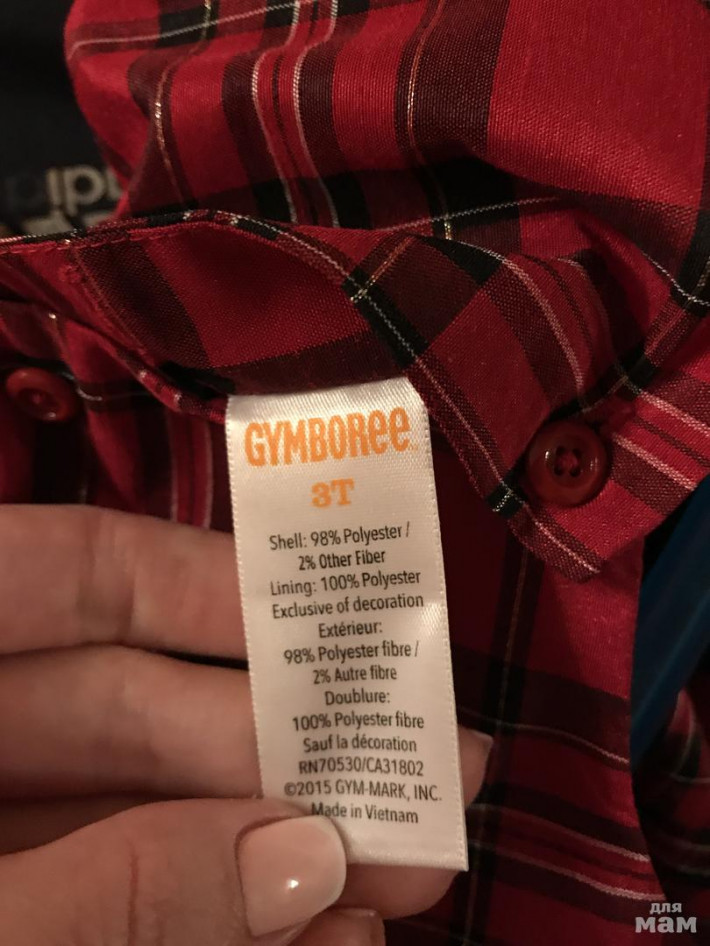 GYMBOREE
3T
Shell: 98% Polyester /
2% Other Fiber
Lining: 100% Polyester
Exclusive of decoration
Extérieur:
98% Polyester fibre /
2% Autre fibre
Doublure:
100% Polyester fibre
Sauf la décoration
RN70530/CA31802
©2015 GYM-MARK, INC.
Made in Vietnam
для
мам